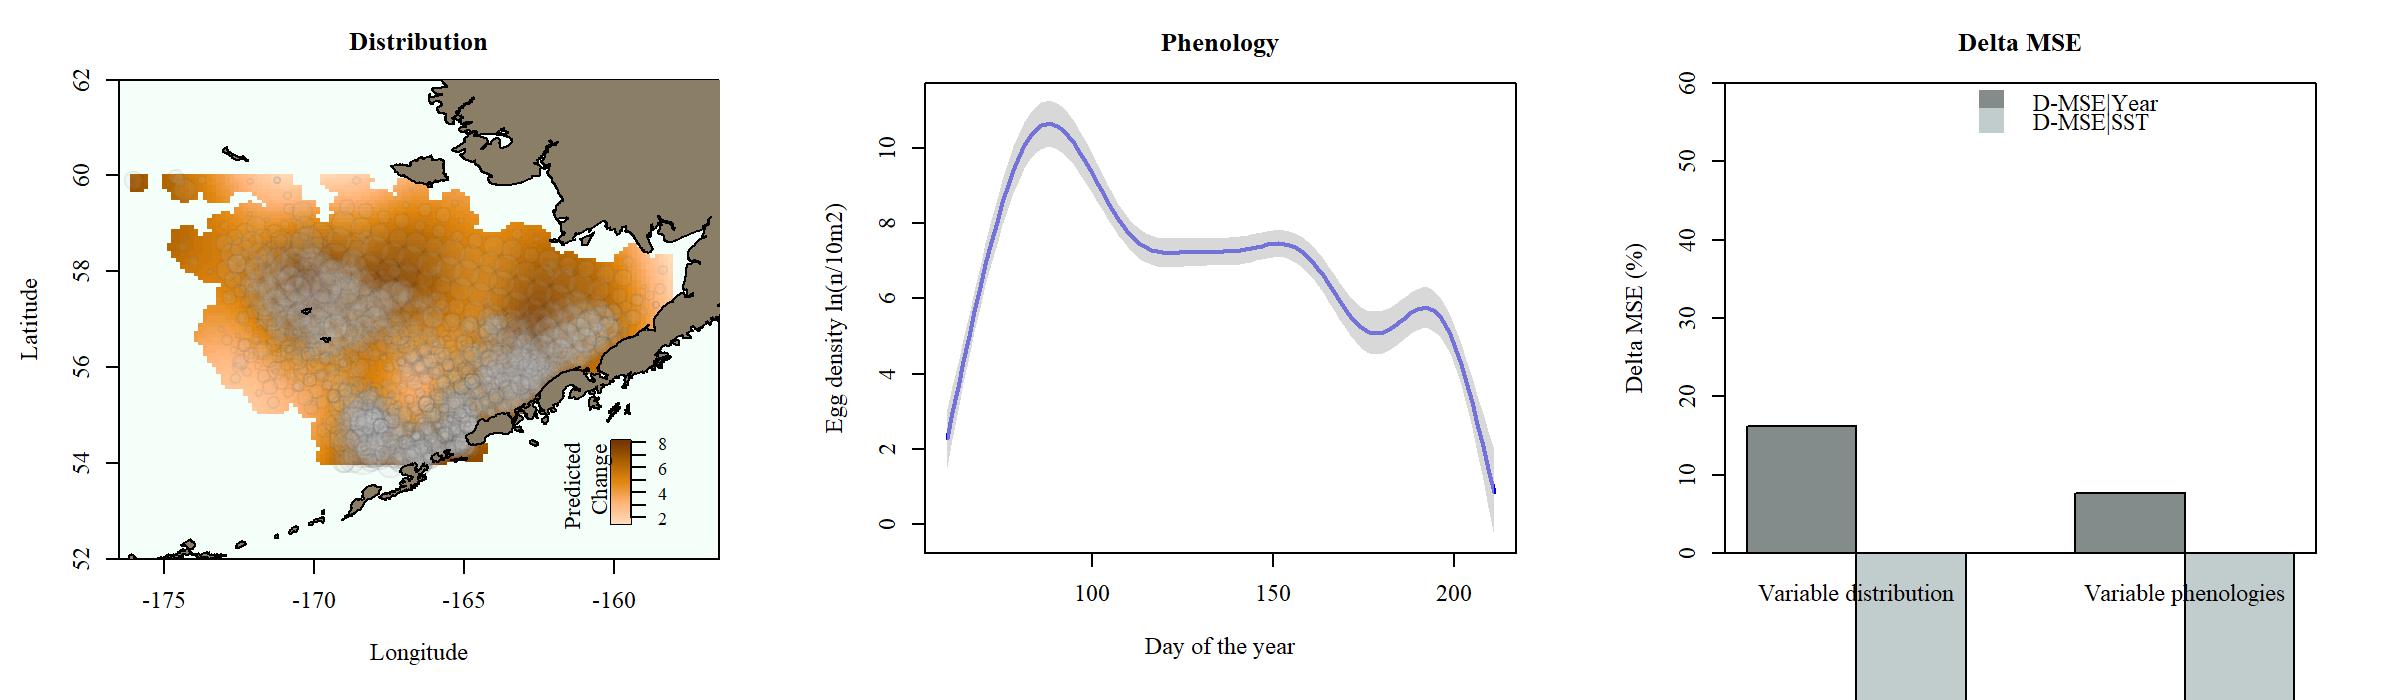 Distribution
Latitude
62
60
58
56
54
52
-175
-170
-165
-160
Longitude
Predicted
Change
8
6
4
2
Phenology
Egg density ln(n/10m2)
10
8
6
4
2
0
100
150
200
Day of the year
Delta MSE
Delta MSE (%)
60
50
40
30
20
10
0
D-MSE|Year
D-MSE|SST
Variable distribution
Variable phenologies